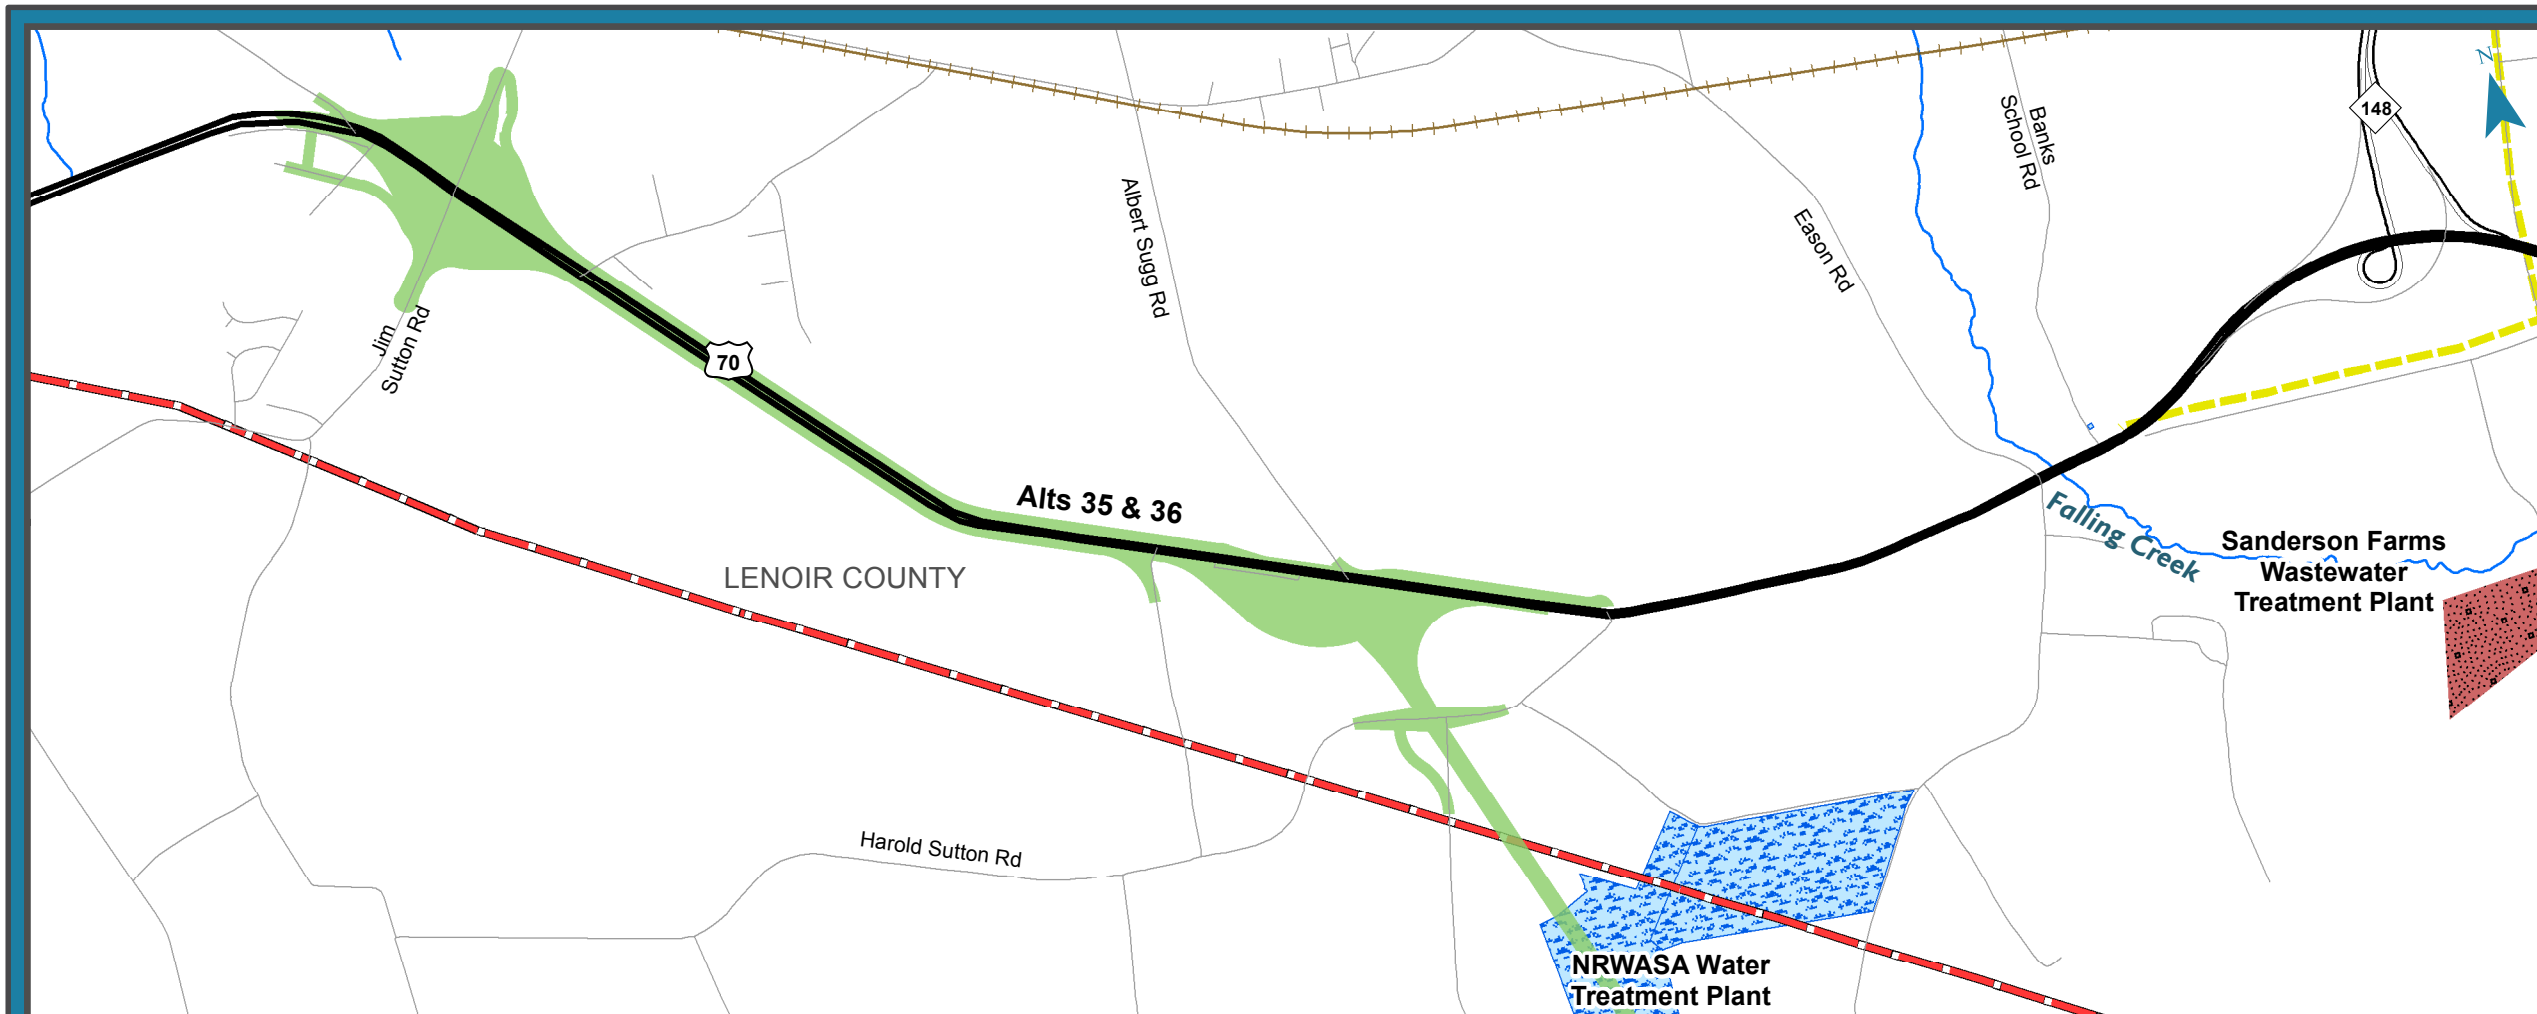 N
148
Banks
School Rd
Albert Sugg Rd
Eason Rd
Jim
Sutton Rd
70
Alts 35 & 36
Falling Creek
Sanderson Farms
Wastewater
Treatment Plant
LENOIR COUNTY
Harold Sutton Rd
NRWASA Water
Treatment Plant